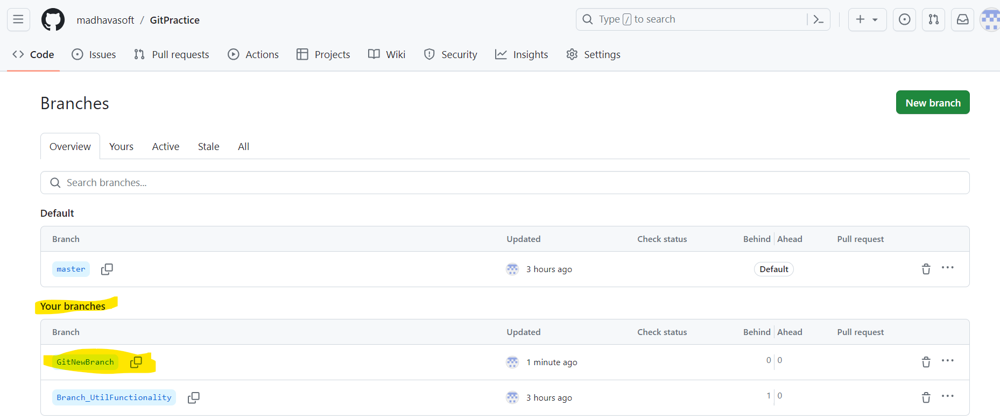 madhavasoft / GitPractice
Type / to search
Code Issues Pull requests Actions Projects Wiki Security Insights Settings
Branches
New branch
Overview Yours Active Stale All
Search branches...
Default
Branch Updated Check status Behind Ahead Pull request
master 3 hours ago Default
Your branches
Branch Updated Check status Behind Ahead Pull request
GitNewBranch 1 minute ago 0 0
Branch_UtilFunctionality 3 hours ago 1 0